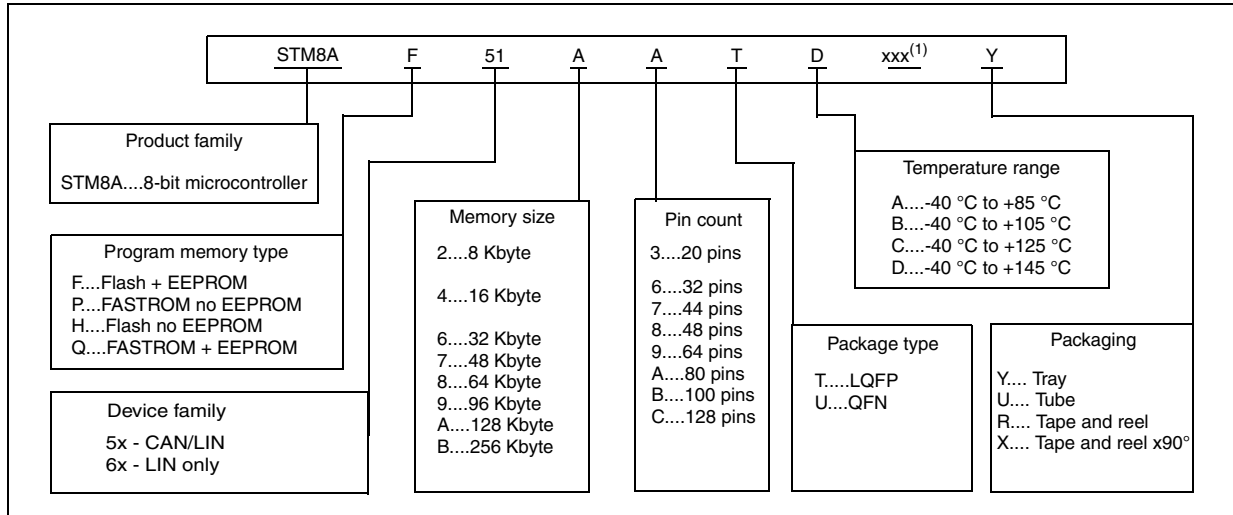 STM8A F 51 A A T D xxx(1) Y
Product family
STM8A....8-bit microcontroller
Program memory type
F....Flash + EEPROM
P....FASTROM no EEPROM
H....Flash no EEPROM
Q....FASTROM + EEPROM
Device family
5x - CAN/LIN
6x - LIN only
Memory size
2....8 Kbyte
4....16 Kbyte
6....32 Kbyte
7....48 Kbyte
8....64 Kbyte
9....96 Kbyte
A....128 Kbyte
B....256 Kbyte
Pin count
3....20 pins
6....32 pins
7....44 pins
8....48 pins
9....64 pins
A....80 pins
B....100 pins
C....128 pins
Package type
T.....LQFP
U....QFN
Temperature range
A....-40 °C to +85 °C
B....-40 °C to +105 °C
C....-40 °C to +125 °C
D....-40 °C to +145 °C
Packaging
Y.... Tray
U.... Tube
R.... Tape and reel
X.... Tape and reel x90°